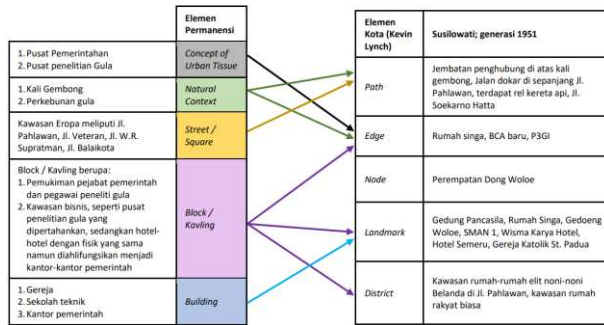 Elemen
Permanensi
1. Pusat Pemerintahan
2. Pusat penelitian Gula
Concept of
Urban Tissue
1. Kali Gembong
2. Perkebunan gula
Natural
Context
Kawasan Eropa meliputi Jl.
Pahlawan, Jl. Veteran, Jl. W.R.
Supratman, Jl. Balaikota
Street /
Square
Block / Kavling berupa:
1. Pemukiman pejabat pemerintah
dan pegawai peneliti gula
2. Kawasan bisnis, seperti pusat
penelitian gula yang
dipertahankan, sedangkan hotel-
hotel dengan fisik yang sama
namun diahlifungsikan menjadi
kantor-kantor pemerintah
Block /
Kavling
1. Gereja
2. Sekolah teknik
3. Kantor pemerintah
Building
Elemen
Kota (Kevin
Lynch)
Susilowati; generasi 1951
Path
Jembatan penghubung di atas kali
gembong, Jalan dokar di sepanjang Jl.
Pahlawan, terdapat rel kereta api, Jl.
Soekarno Hatta
Edge
Rumah singa, BCA baru, P3GI
Node
Perempatan Dong Woloe
Landmark
Gedung Pancasila, Rumah Singa, Gedoeng
Woloe, SMAN 1, Wisma Karya Hotel,
Hotel Semeru, Gereja Katolik St. Padua
District
Kawasan rumah-rumah elit noni-noni
Belanda di Jl. Pahlawan, kawasan rumah
rakyat biasa